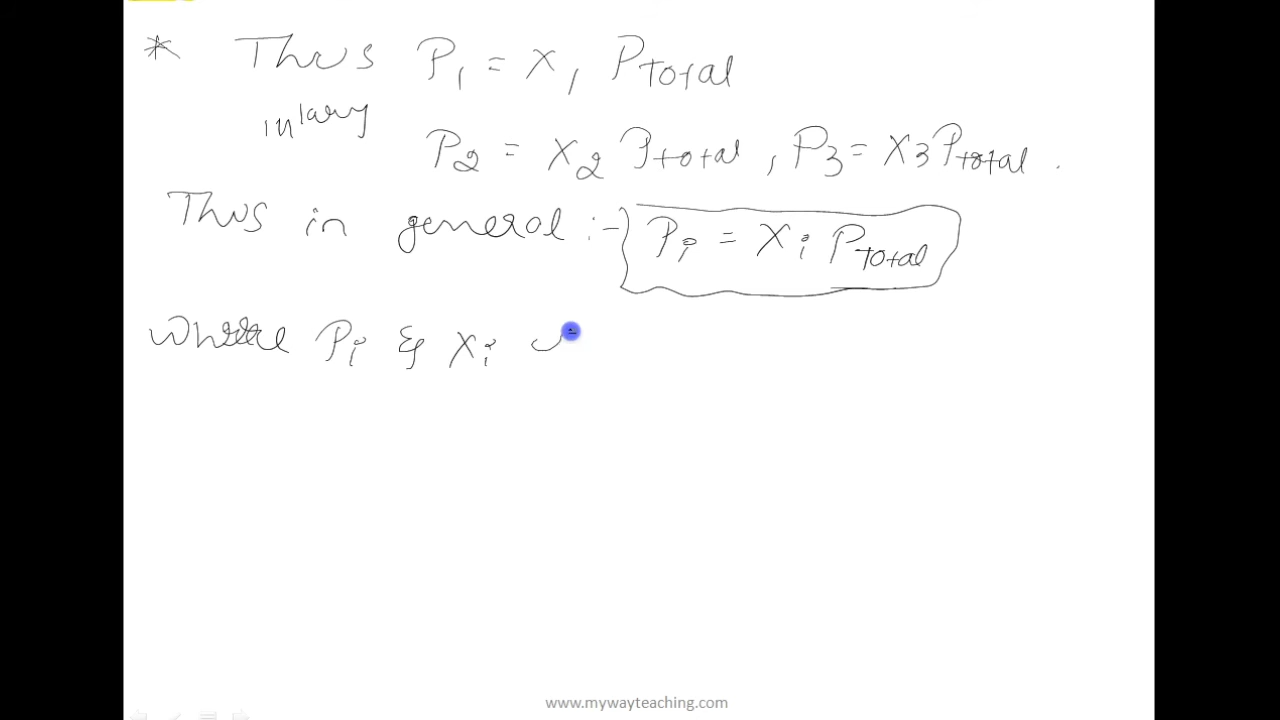 * Thus P₁ = x₁ PTotal
P₂ = x₂ Ptotal, P₃ = x₃ Ptotal.
Thus in general :- Pᵢ = xᵢ PTotal
where Pᵢ & xᵢ
www.mywayteaching.com